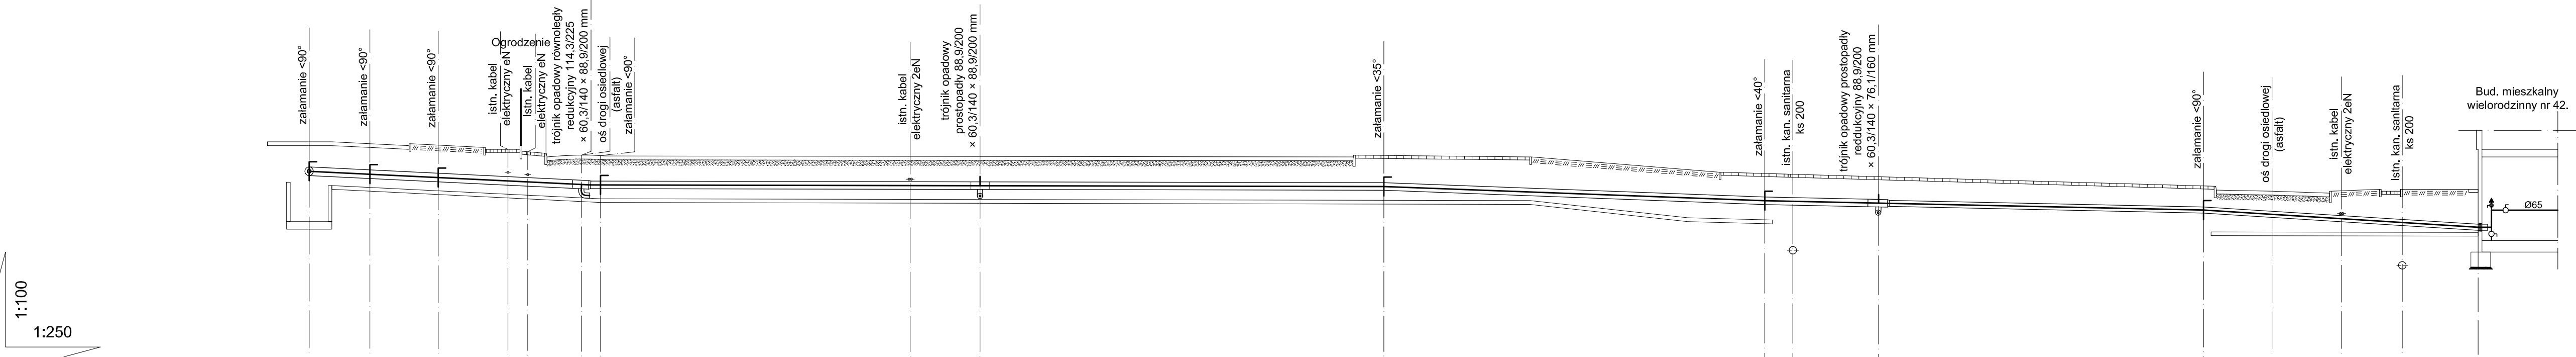 załamanie <90°
załamanie <90°
załamanie <90°
istn. kabel
elektryczny eN
Ogrodzenie
istn. kabel
elektryczny eN
trójnik opadowy równoległy
redukcyjny 114,3/225
× 60,3/140 × 88,9/200 mm
oś drogi osiedlowej
(asfalt)
załamanie <90°
istn. kabel
elektryczny 2eN
trójnik opadowy
prostopadły 88,9/200
× 60,3/140 × 88,9/200 mm
załamanie <35°
załamanie <40°
istn. kan. sanitarna
ks 200
trójnik opadowy prostopadły
redukcyjny 88,9/200
× 60,3/140 × 76,1/160 mm
załamanie <90°
oś drogi osiedlowej
(asfalt)
istn. kabel
elektryczny 2eN
istn. kan. sanitarna
ks 200
Bud. mieszkalny
wielorodzinny nr 42.
Ø65
1:100
1:250